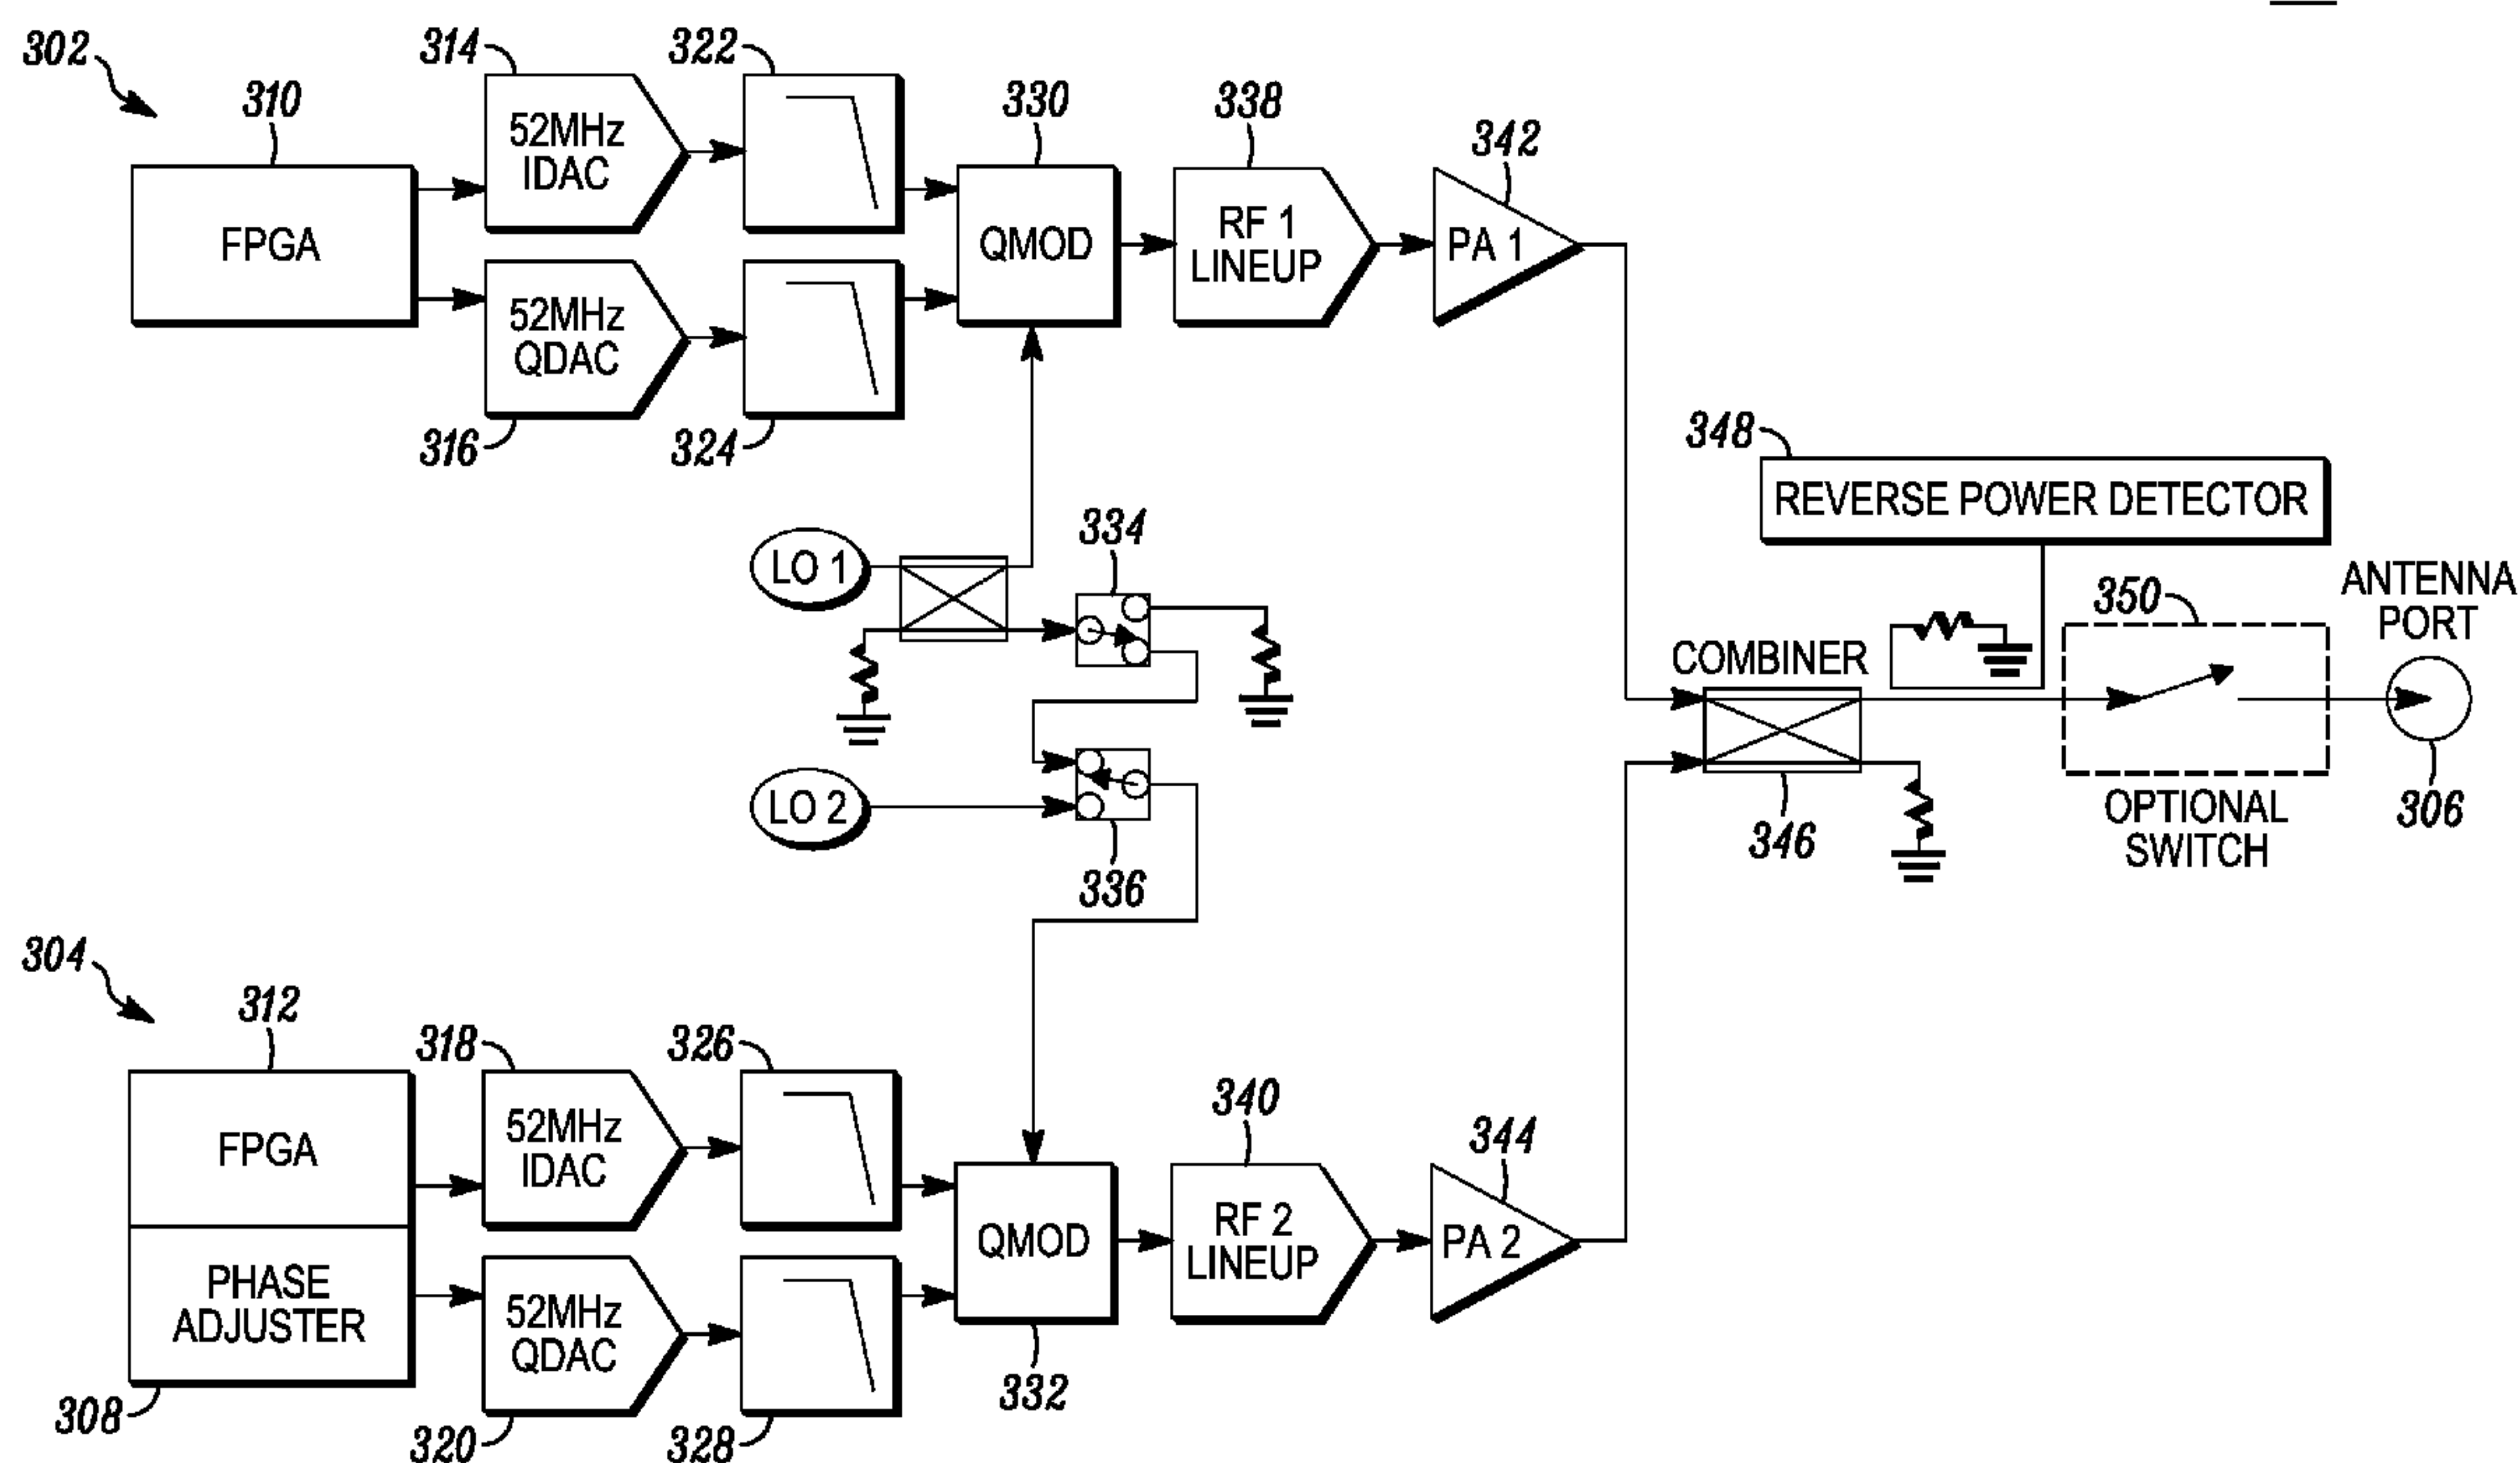 302
310
314
322
330
338
342
FPGA
52MHz
IDAC
QMOD
RF 1
LINEUP
PA 1
52MHz
QDAC
316
324
348
REVERSE POWER DETECTOR
LO 1
334
350
ANTENNA
PORT
COMBINER
LO 2
336
346
OPTIONAL
SWITCH
306
304
312
318
326
340
344
FPGA
52MHz
IDAC
QMOD
RF 2
LINEUP
PA 2
PHASE
ADJUSTER
52MHz
QDAC
308
320
328
332